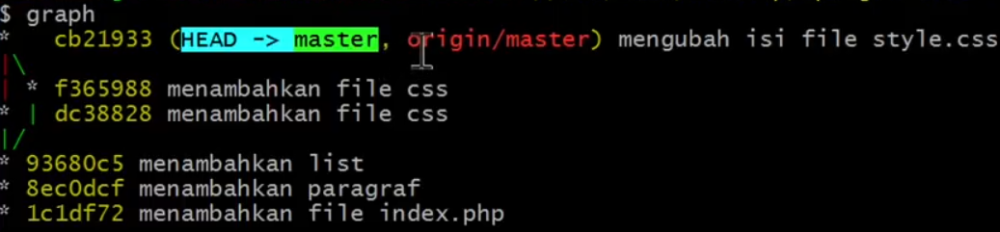 $ graph
*   cb21933 (HEAD -> master, origin/master) mengubah isi file style.css
|\
| * f365988 menambahkan file css
* | dc38828 menambahkan file css
|/
* 93680c5 menambahkan list
* 8ec0dcf menambahkan paragraf
* 1c1df72 menambahkan file index.php